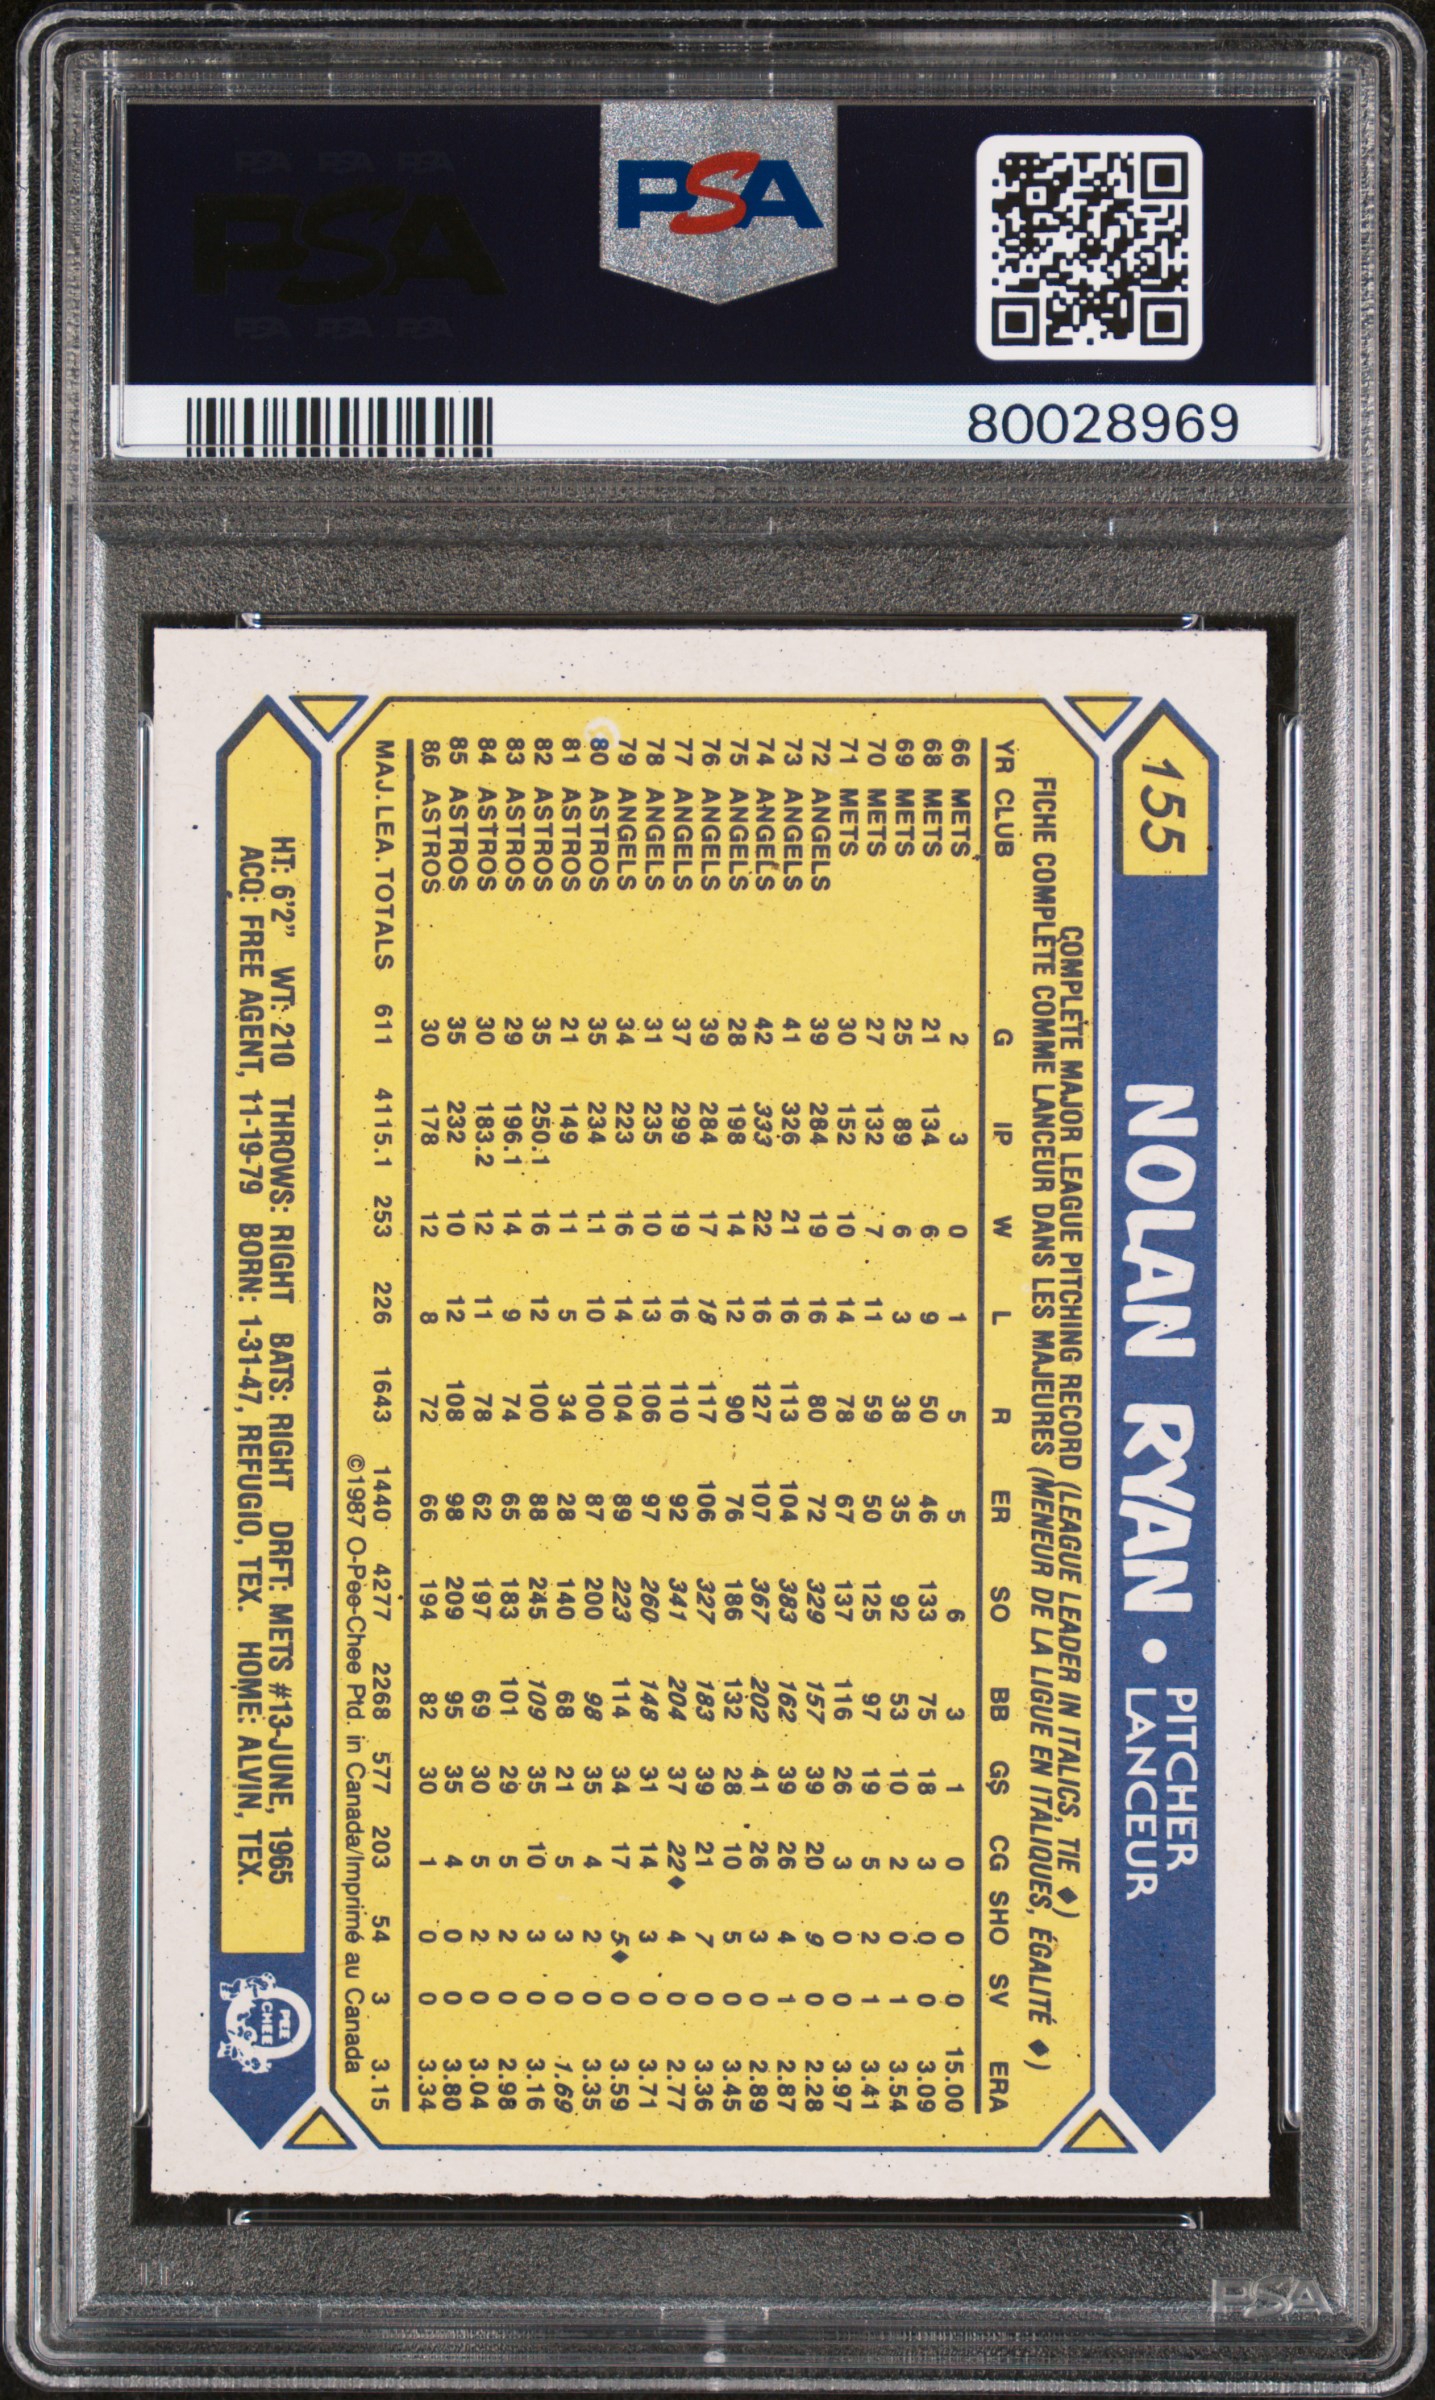 PSA PSA PSA
PSA
PSA PSA PSA
PSA
80028969
155 NOLAN RYAN • PITCHER LANCEUR
COMPLETE MAJOR LEAGUE PITCHING RECORD (LEAGUE LEADER IN ITALICS, TIE ♦)
FICHE COMPLÈTE COMME LANCEUR DANS LES MAJEURES (MENEUR DE LA LIGUE EN ITALIQUES, ÉGALITÉ ♦)
YR CLUB G IP W L R ER SO BB GS CG SHO SV ERA
66 METS 2 3 0 1 5 5 6 3 1 0 0 0 15.00
68 METS 21 134 6 9 50 46 133 75 18 3 0 0 3.09
69 METS 25 89 6 3 38 35 92 53 10 2 0 1 3.54
70 METS 27 132 7 11 59 50 125 97 19 5 2 1 3.41
71 METS 30 152 10 14 78 67 137 116 26 3 0 0 3.97
72 ANGELS 39 284 19 16 80 72 329 157 39 20 9 0 2.28
73 ANGELS 41 326 21 16 113 104 383 162 39 26 4 1 2.87
74 ANGELS 42 333 22 16 127 107 367 202 41 26 3 0 2.89
75 ANGELS 28 198 14 12 90 76 186 132 28 10 5 0 3.45
76 ANGELS 39 284 17 18 117 106 327 183 39 21 7 0 3.36
77 ANGELS 37 299 19 16 110 92 341 204 37 22♦ 4 0 2.77
78 ANGELS 31 235 10 13 106 97 260 148 31 14 3 0 3.71
79 ANGELS 34 223 16 14 104 89 223 114 34 17 5♦ 0 3.59
80 ASTROS 35 234 11 10 100 87 200 98 35 4 2 0 3.35
81 ASTROS 21 149 11 5 34 28 140 68 21 5 3 0 1.69
82 ASTROS 35 250.1 16 12 100 88 245 109 35 10 3 0 3.16
83 ASTROS 29 196.1 14 9 74 65 183 101 29 5 2 0 2.98
84 ASTROS 30 183.2 12 11 78 62 197 69 30 5 2 0 3.04
85 ASTROS 35 232 10 12 108 98 209 95 35 4 0 0 3.80
86 ASTROS 30 178 12 8 72 66 194 82 30 1 0 0 3.34
MAJ. LEA. TOTALS 611 4115.1 253 226 1643 1440 4277 2268 577 203 54 3 3.15
©1987 O-Pee-Chee Ptd. in Canada/Imprimé au Canada
HT: 6'2" WT: 210 THROWS: RIGHT BATS: RIGHT DRFT: METS #13-JUNE, 1965
ACQ: FREE AGENT, 11-19-79 BORN: 1-31-47, REFUGIO, TEX. HOME: ALVIN, TEX.
PEE
CHEE
PSA